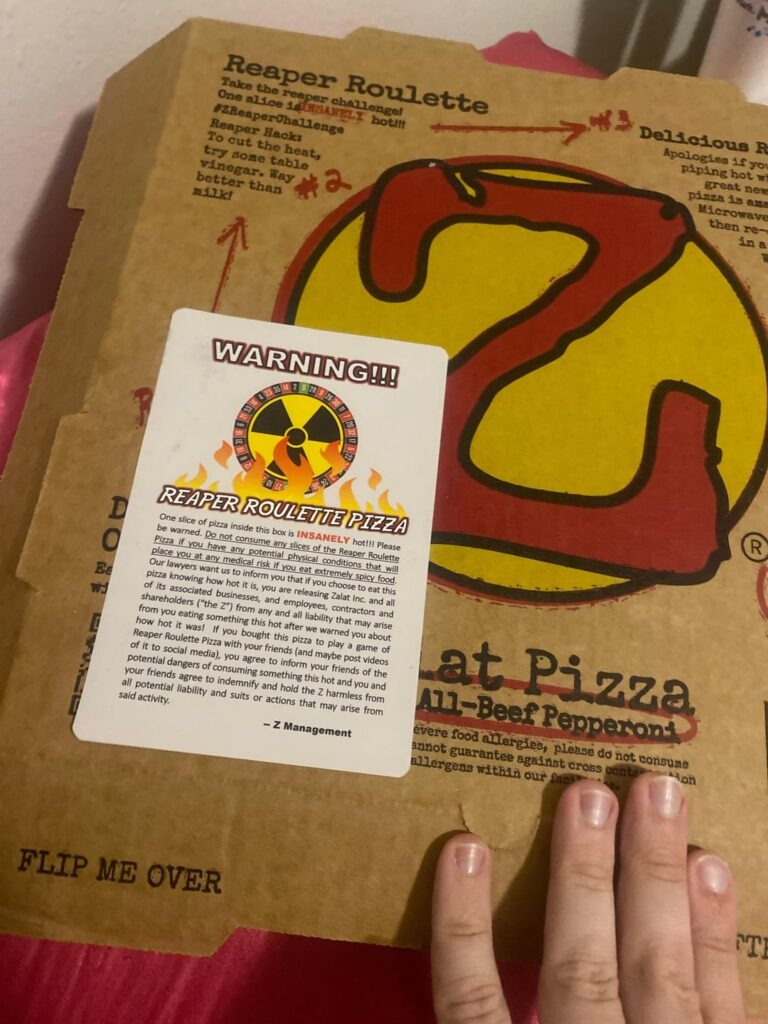 Reaper Roulette
Take the reaper challenge!
One alice is INSANELY hot!!!
#ZReaperChallenge
Reaper Hack:
To cut the heat,
try some table
vinegar. Way
better than
milk!
#2
#3
Delicious R
Apologies if yo
piping hot wi
great new
pizza is ama
Microwave
then re-
in a
Z
®
WARNING!!!
REAPER ROULETTE PIZZA
One slice of pizza inside this box is INSANELY hot!!! Please
be warned. Do not consume any slices of the Reaper Roulette
Pizza if you have any potential physical conditions that will
place you at any medical risk if you eat extremely spicy food.
Our lawyers want us to inform you that if you choose to eat this
pizza knowing how hot it is, you are releasing Zalat Inc. and all
of its associated businesses, and employees, contractors and
shareholders ("the Z") from any and all liability that may arise
from you eating something this hot after we warned you about
how hot it was! If you bought this pizza to play a game of
Reaper Roulette Pizza with your friends (and maybe post videos
of it to social media), you agree to inform your friends of the
potential dangers of consuming something this hot and you and
your friends agree to indemnify and hold the Z harmless from
all potential liability and suits or actions that may arise from
said activity.
-- Z Management
lat Pizza
All-Beef Pepperoni
evere food allergies, please do not consume
annot guarantee against cross contamination
allergens within our facilities.
FLIP ME OVER